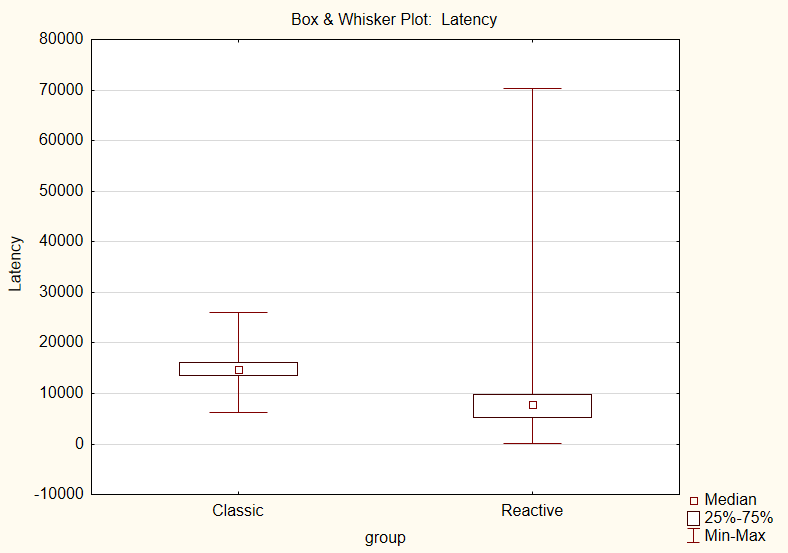 Box & Whisker Plot: Latency
80000
70000
60000
50000
40000
30000
20000
10000
0
-10000
Latency
Classic
Reactive
group
Median
25%-75%
Min-Max